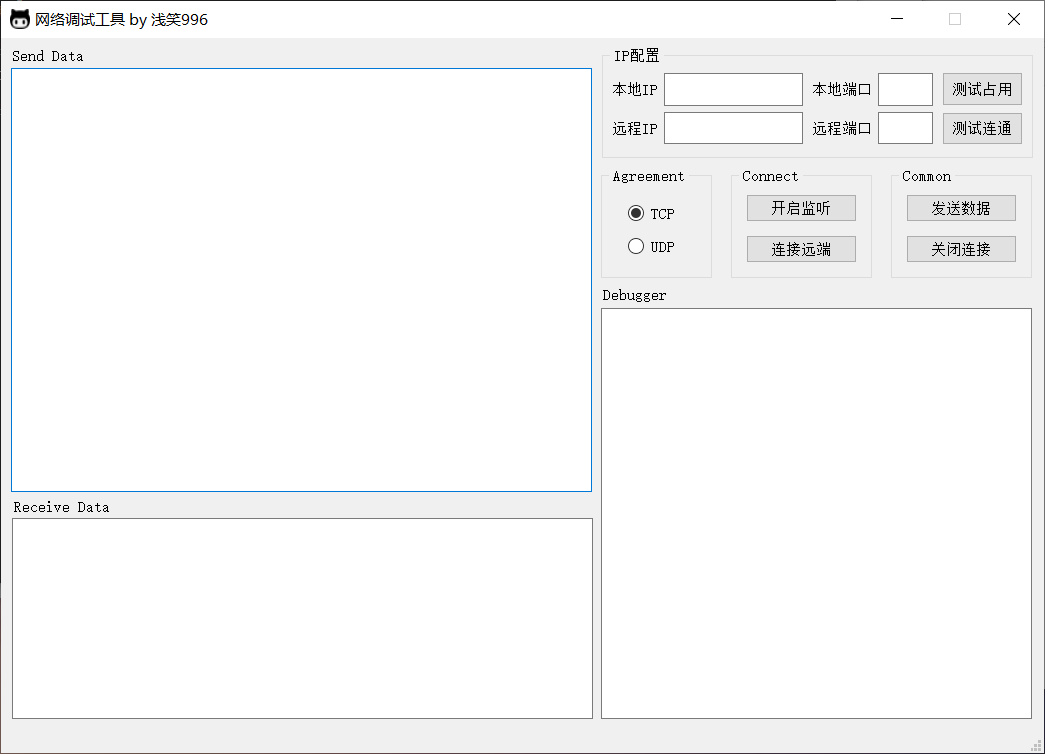 网络调试工具 by 浅笑996
Send Data
IP配置
本地IP 本地端口 测试占用
远程IP 远程端口 测试连通
Agreement Connect Common
TCP 开启监听 发送数据
UDP 连接远端 关闭连接
Debugger
Receive Data